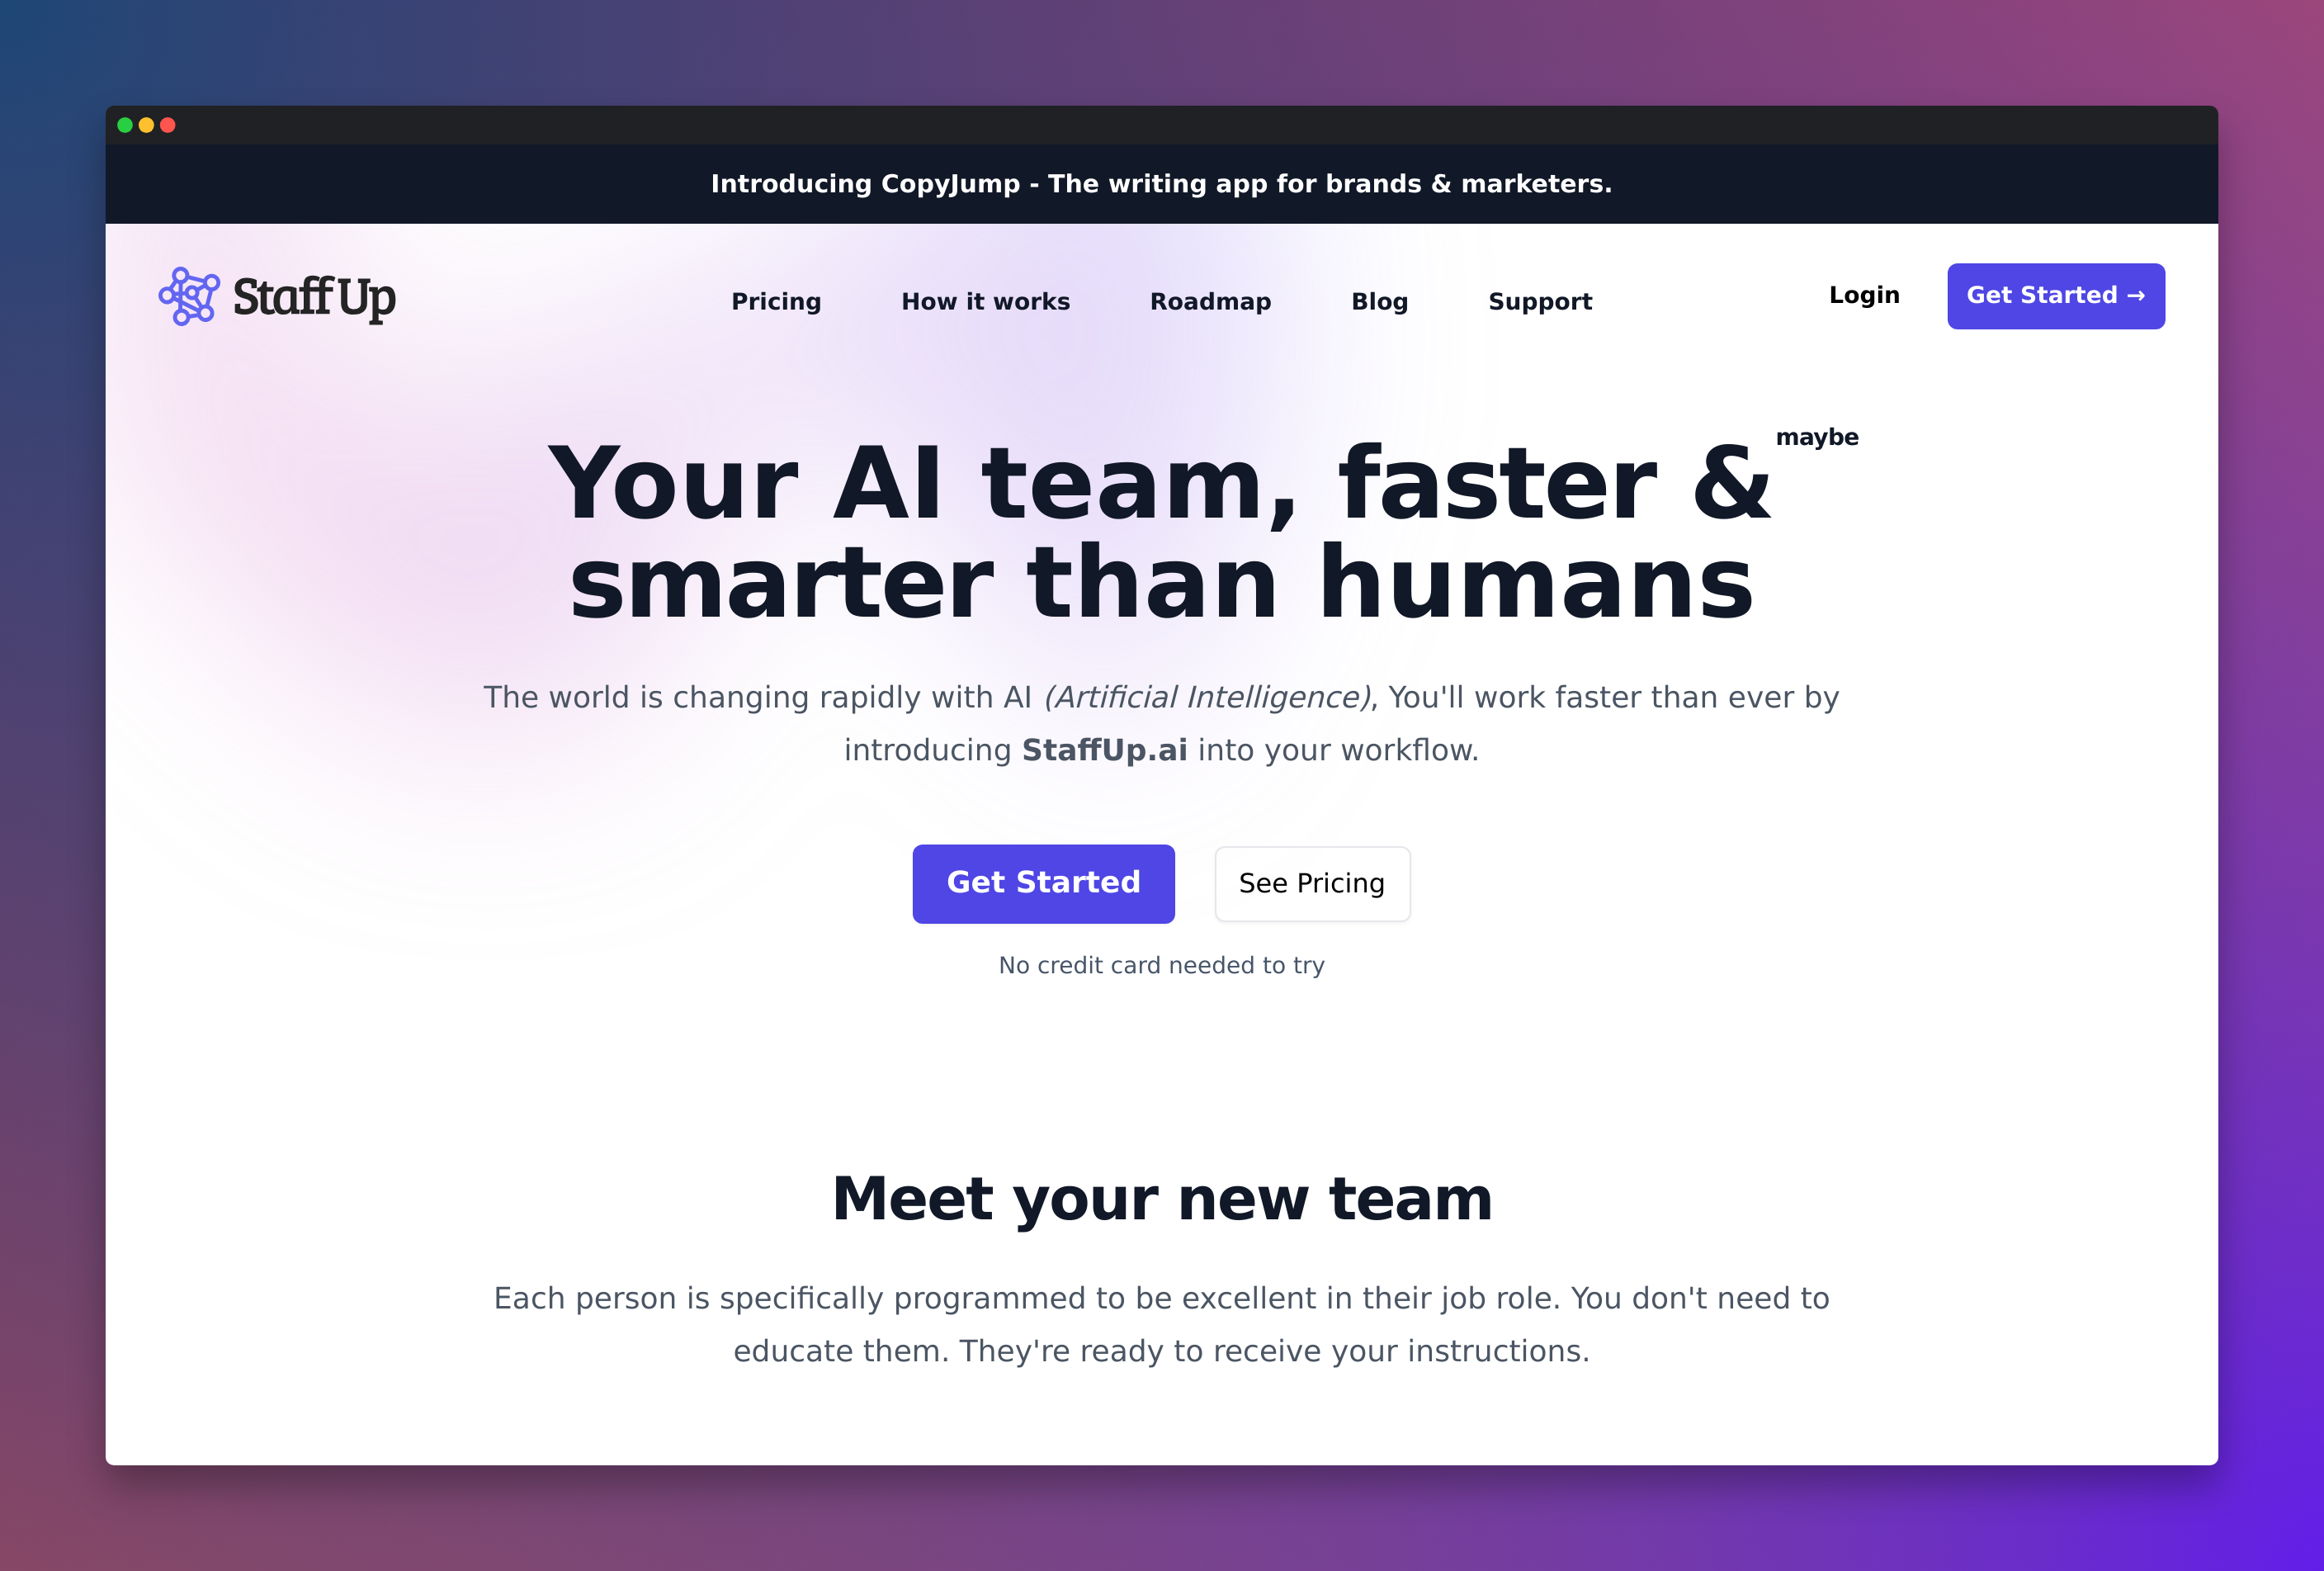 Introducing CopyJump - The writing app for brands & marketers.
StaffUp
Pricing
How it works
Roadmap
Blog
Support
Login
Get Started →
maybe
Your AI team, faster &
smarter than humans
The world is changing rapidly with AI (Artificial Intelligence), You'll work faster than ever by
introducing StaffUp.ai into your workflow.
Get Started
See Pricing
No credit card needed to try
Meet your new team
Each person is specifically programmed to be excellent in their job role. You don't need to
educate them. They're ready to receive your instructions.